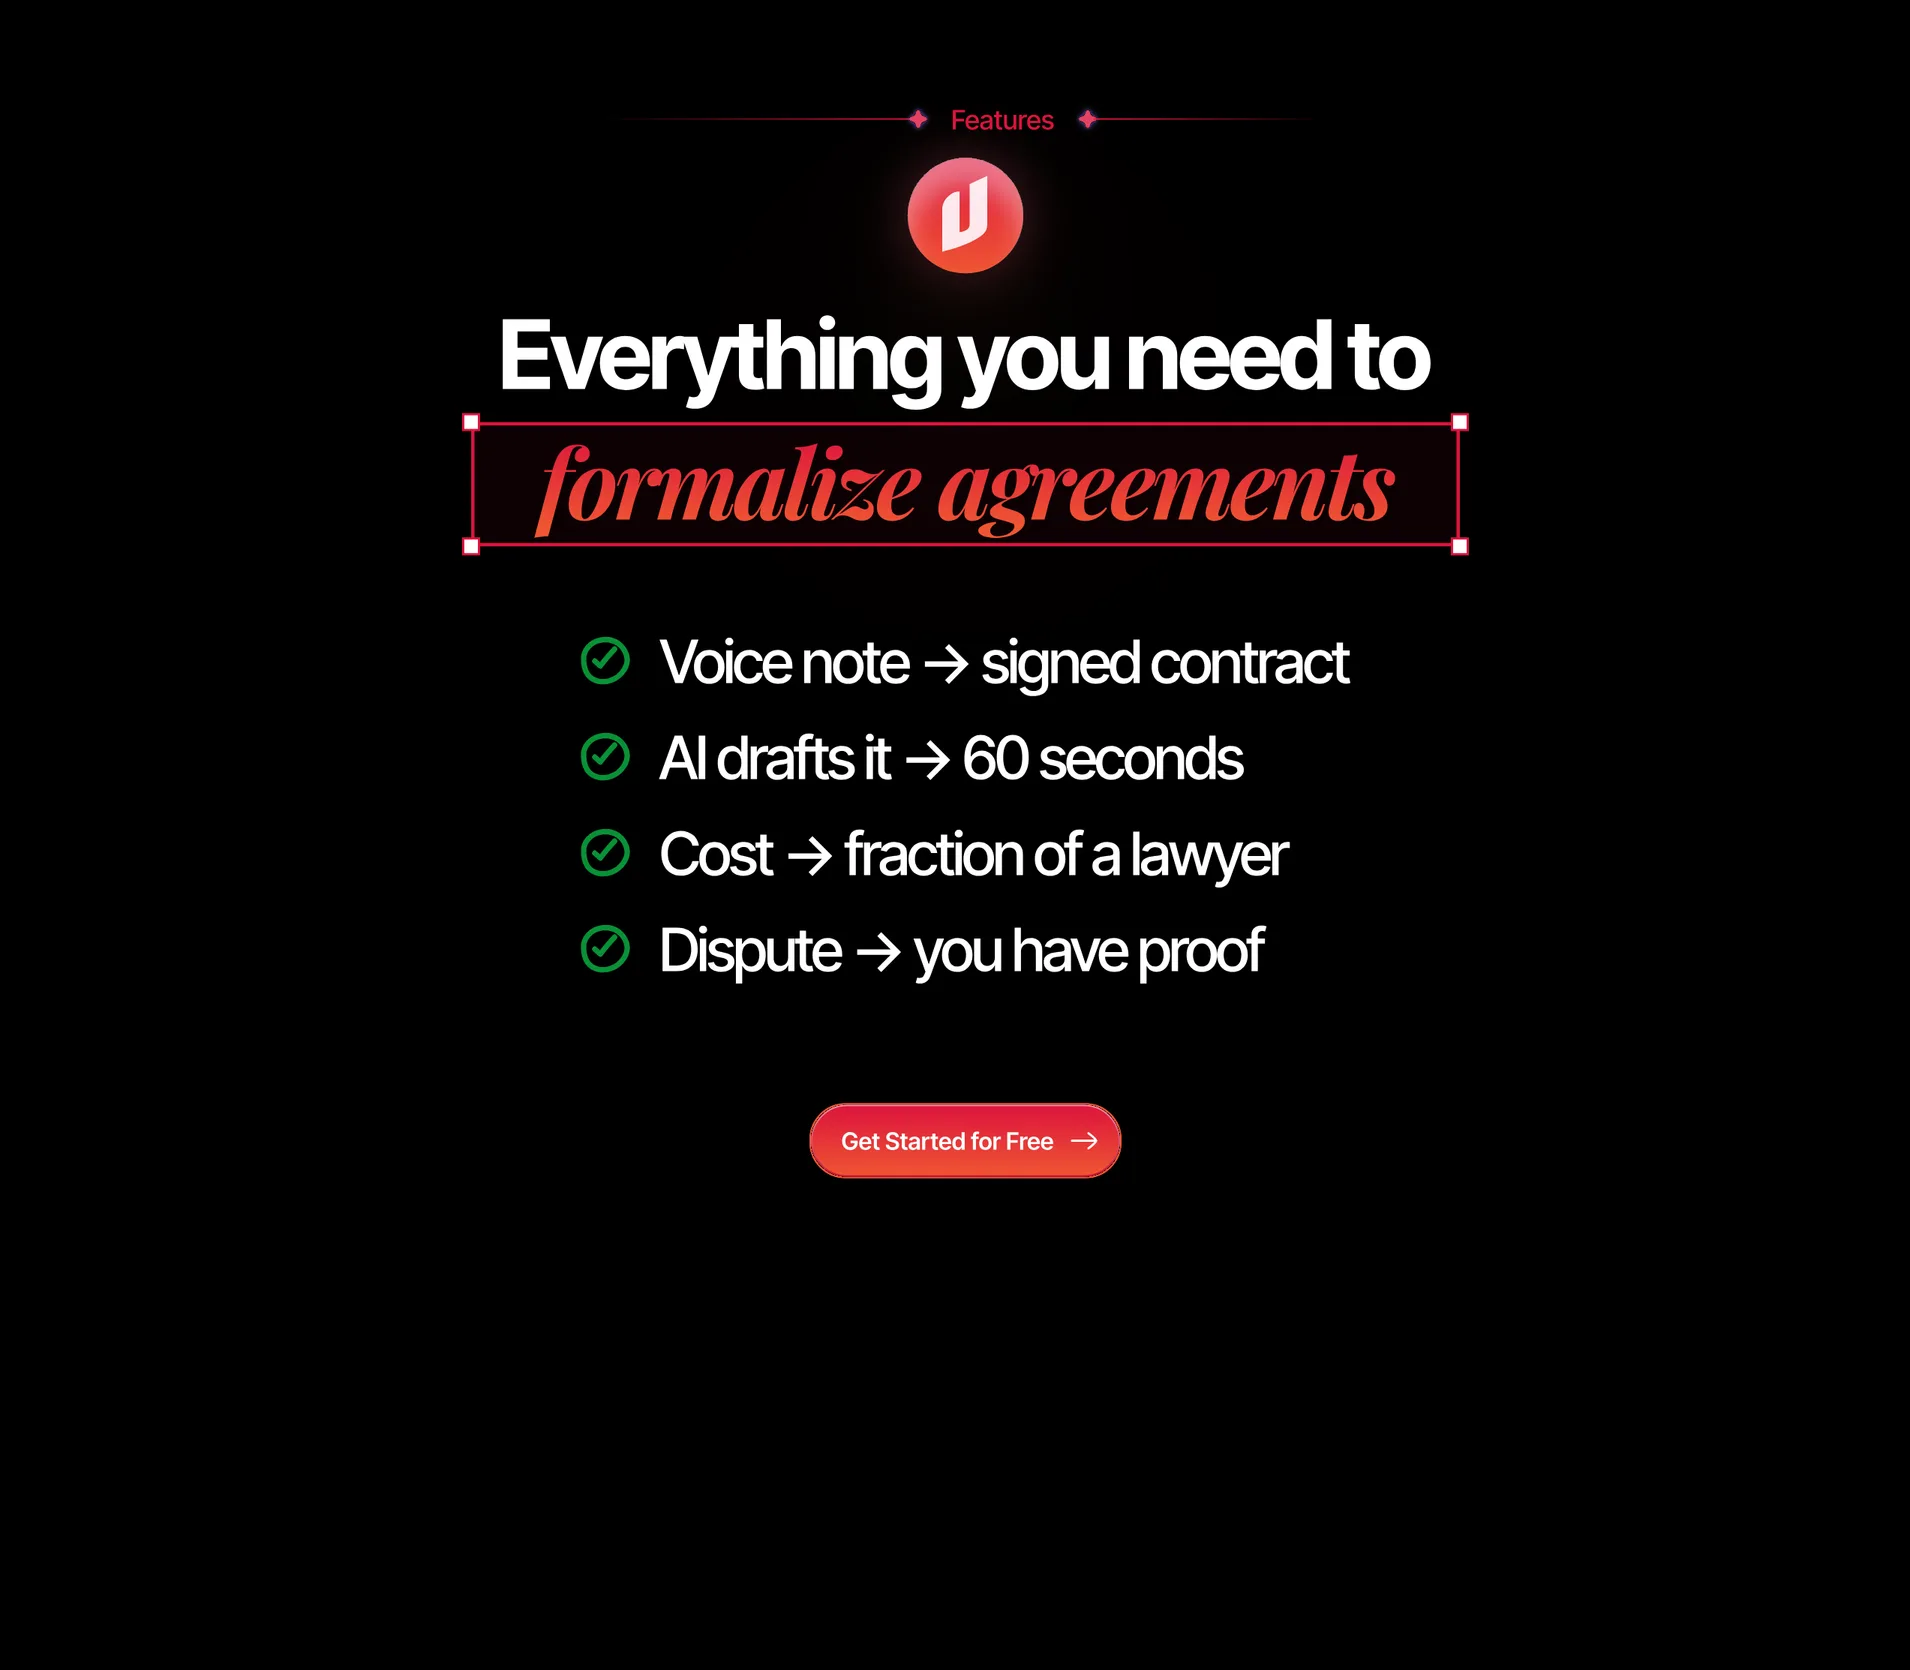 Features
Everything you need to
formalize agreements
Voice note → signed contract
AI drafts it → 60 seconds
Cost → fraction of a lawyer
Dispute → you have proof
Get Started for Free →